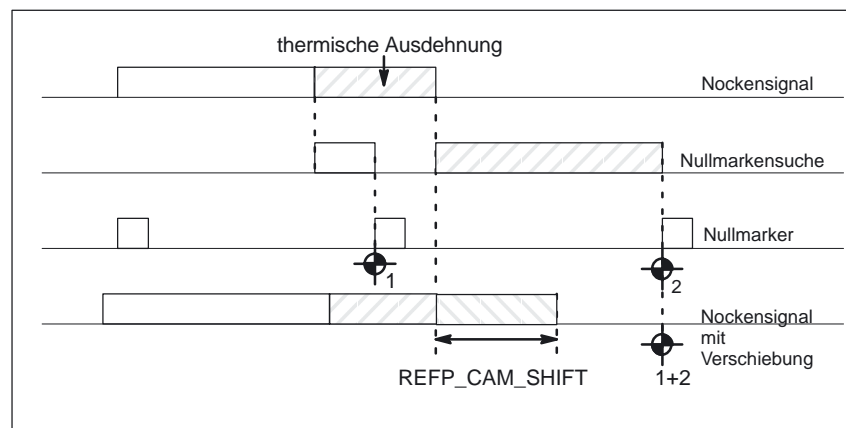 thermische Ausdehnung
Nockensignal
Nullmarkensuche
Nullmarker
1
2
Nockensignal
mit
Verschiebung
REFP_CAM_SHIFT
1+2